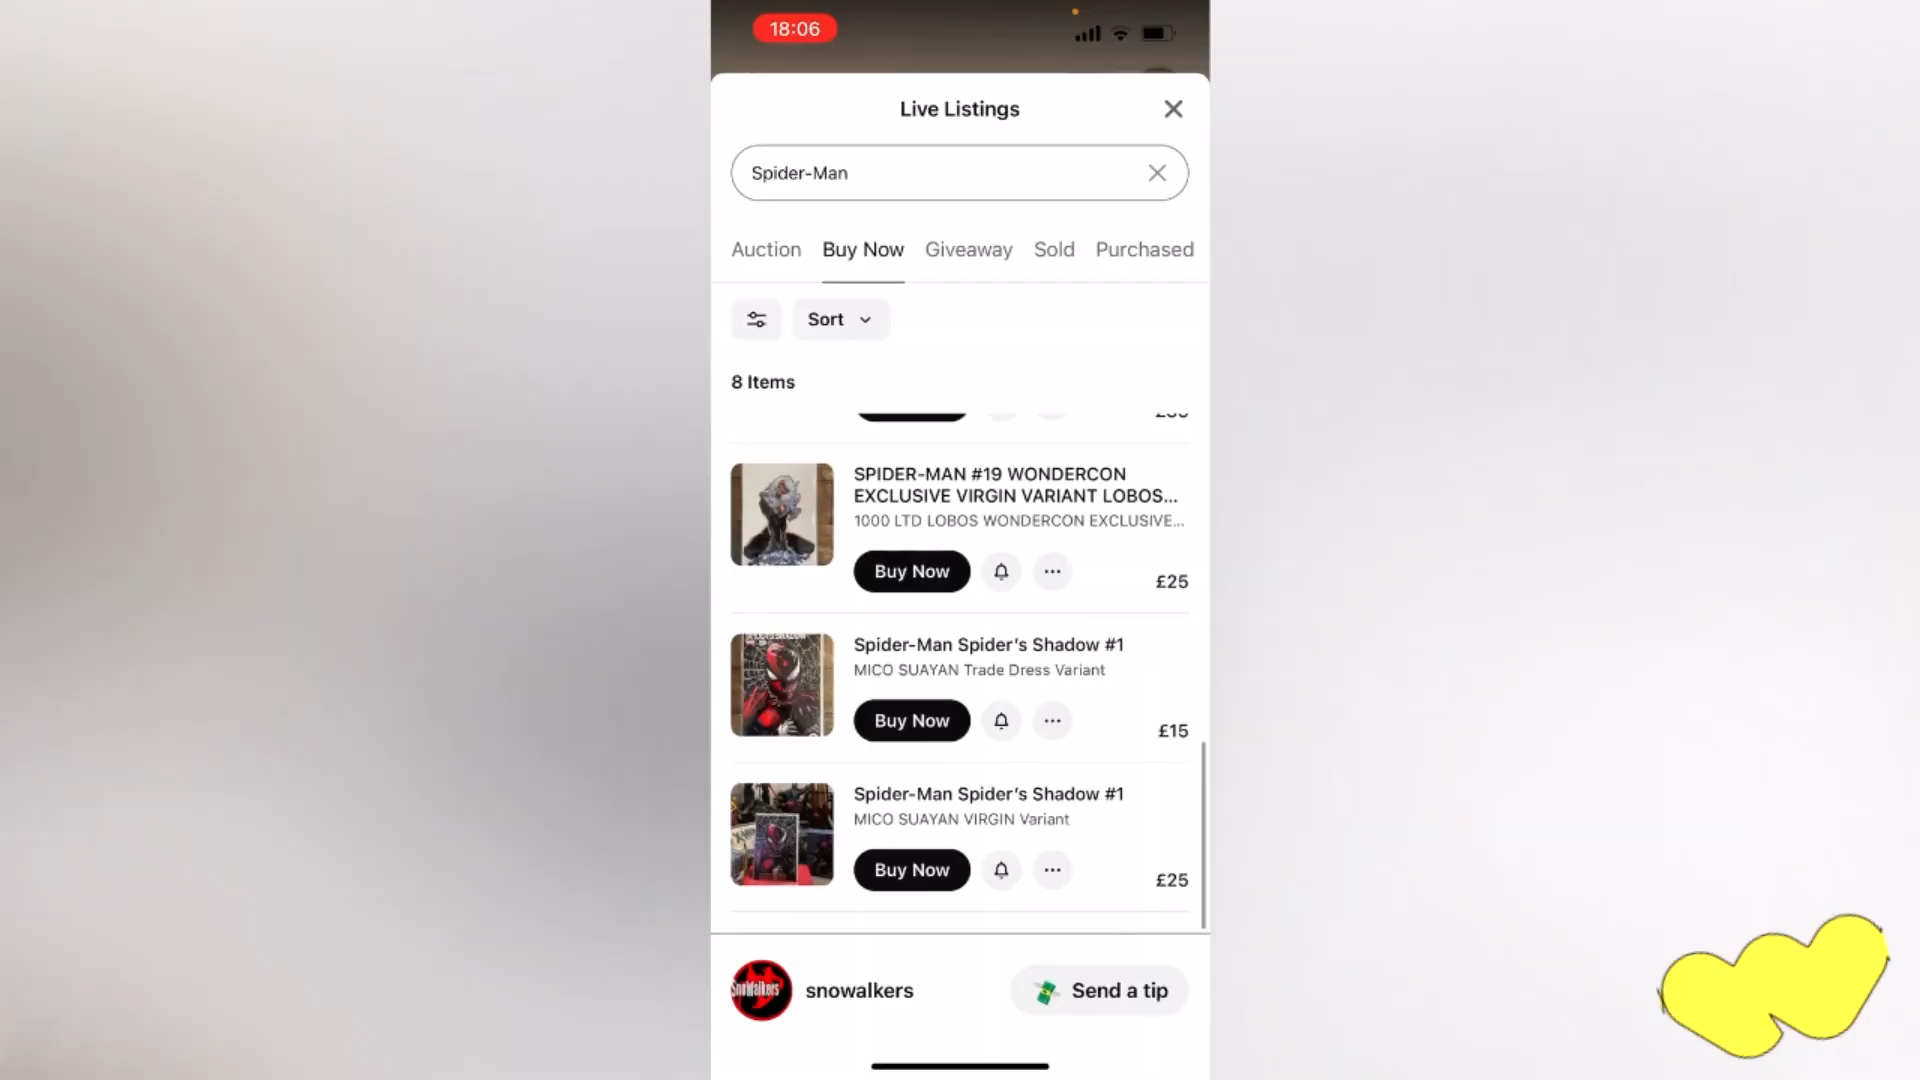 18:06
Live Listings
Spider-Man
Auction Buy Now Giveaway Sold Purchased
Sort
8 Items
SPIDER-MAN #19 WONDERCON
EXCLUSIVE VIRGIN VARIANT LOBOS...
1000 LTD LOBOS WONDERCON EXCLUSIVE...
Buy Now
£25
Spider-Man Spider's Shadow #1
MICO SUAYAN Trade Dress Variant
Buy Now
£15
Spider-Man Spider's Shadow #1
MICO SUAYAN VIRGIN Variant
Buy Now
£25
SnoWalkers
snowalkers
Send a tip